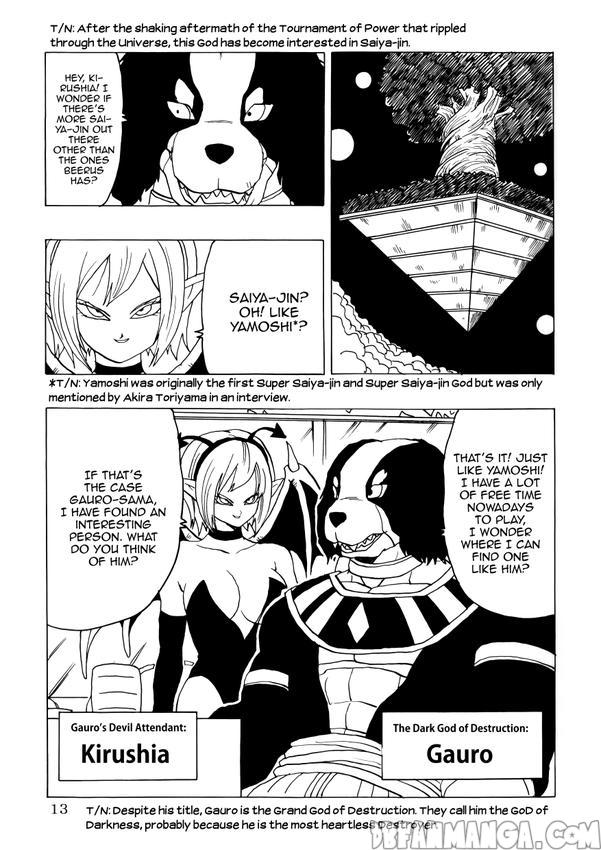 T/N: After the shaking aftermath of the Tournament of Power that rippled
through the Universe, this God has become interested in Saiya-jin.
HEY, KI-
RUSHIA! I
WONDER IF
THERE'S
MORE SAI-
YA-JIN OUT
THERE
OTHER THAN
THE ONES
BEERUS
HAS?
SAIYA-JIN?
OH! LIKE
YAMOSHI*?
*T/N: Yamoshi was originally the first Super Saiya-jin and Super Saiya-jin God but was only
mentioned by Akira Toriyama in an interview.
THAT'S IT! JUST
LIKE YAMOSHI!
I HAVE A LOT
OF FREE TIME
NOWADAYS
TO PLAY,
I WONDER
WHERE I CAN
FIND ONE
LIKE HIM?
IF THAT'S
THE CASE
GAURO-SAMA,
I HAVE FOUND AN
INTERESTING
PERSON. WHAT
DO YOU THINK
OF HIM?
Gauro's Devil Attendant:
Kirushia
The Dark God of Destruction:
Gauro
13
T/N: Despite his title, Gauro is the Grand God of Destruction. They call him the GoD of
Darkness, probably because he is the most heartless Destroyer.
DBFANMANGA.COM